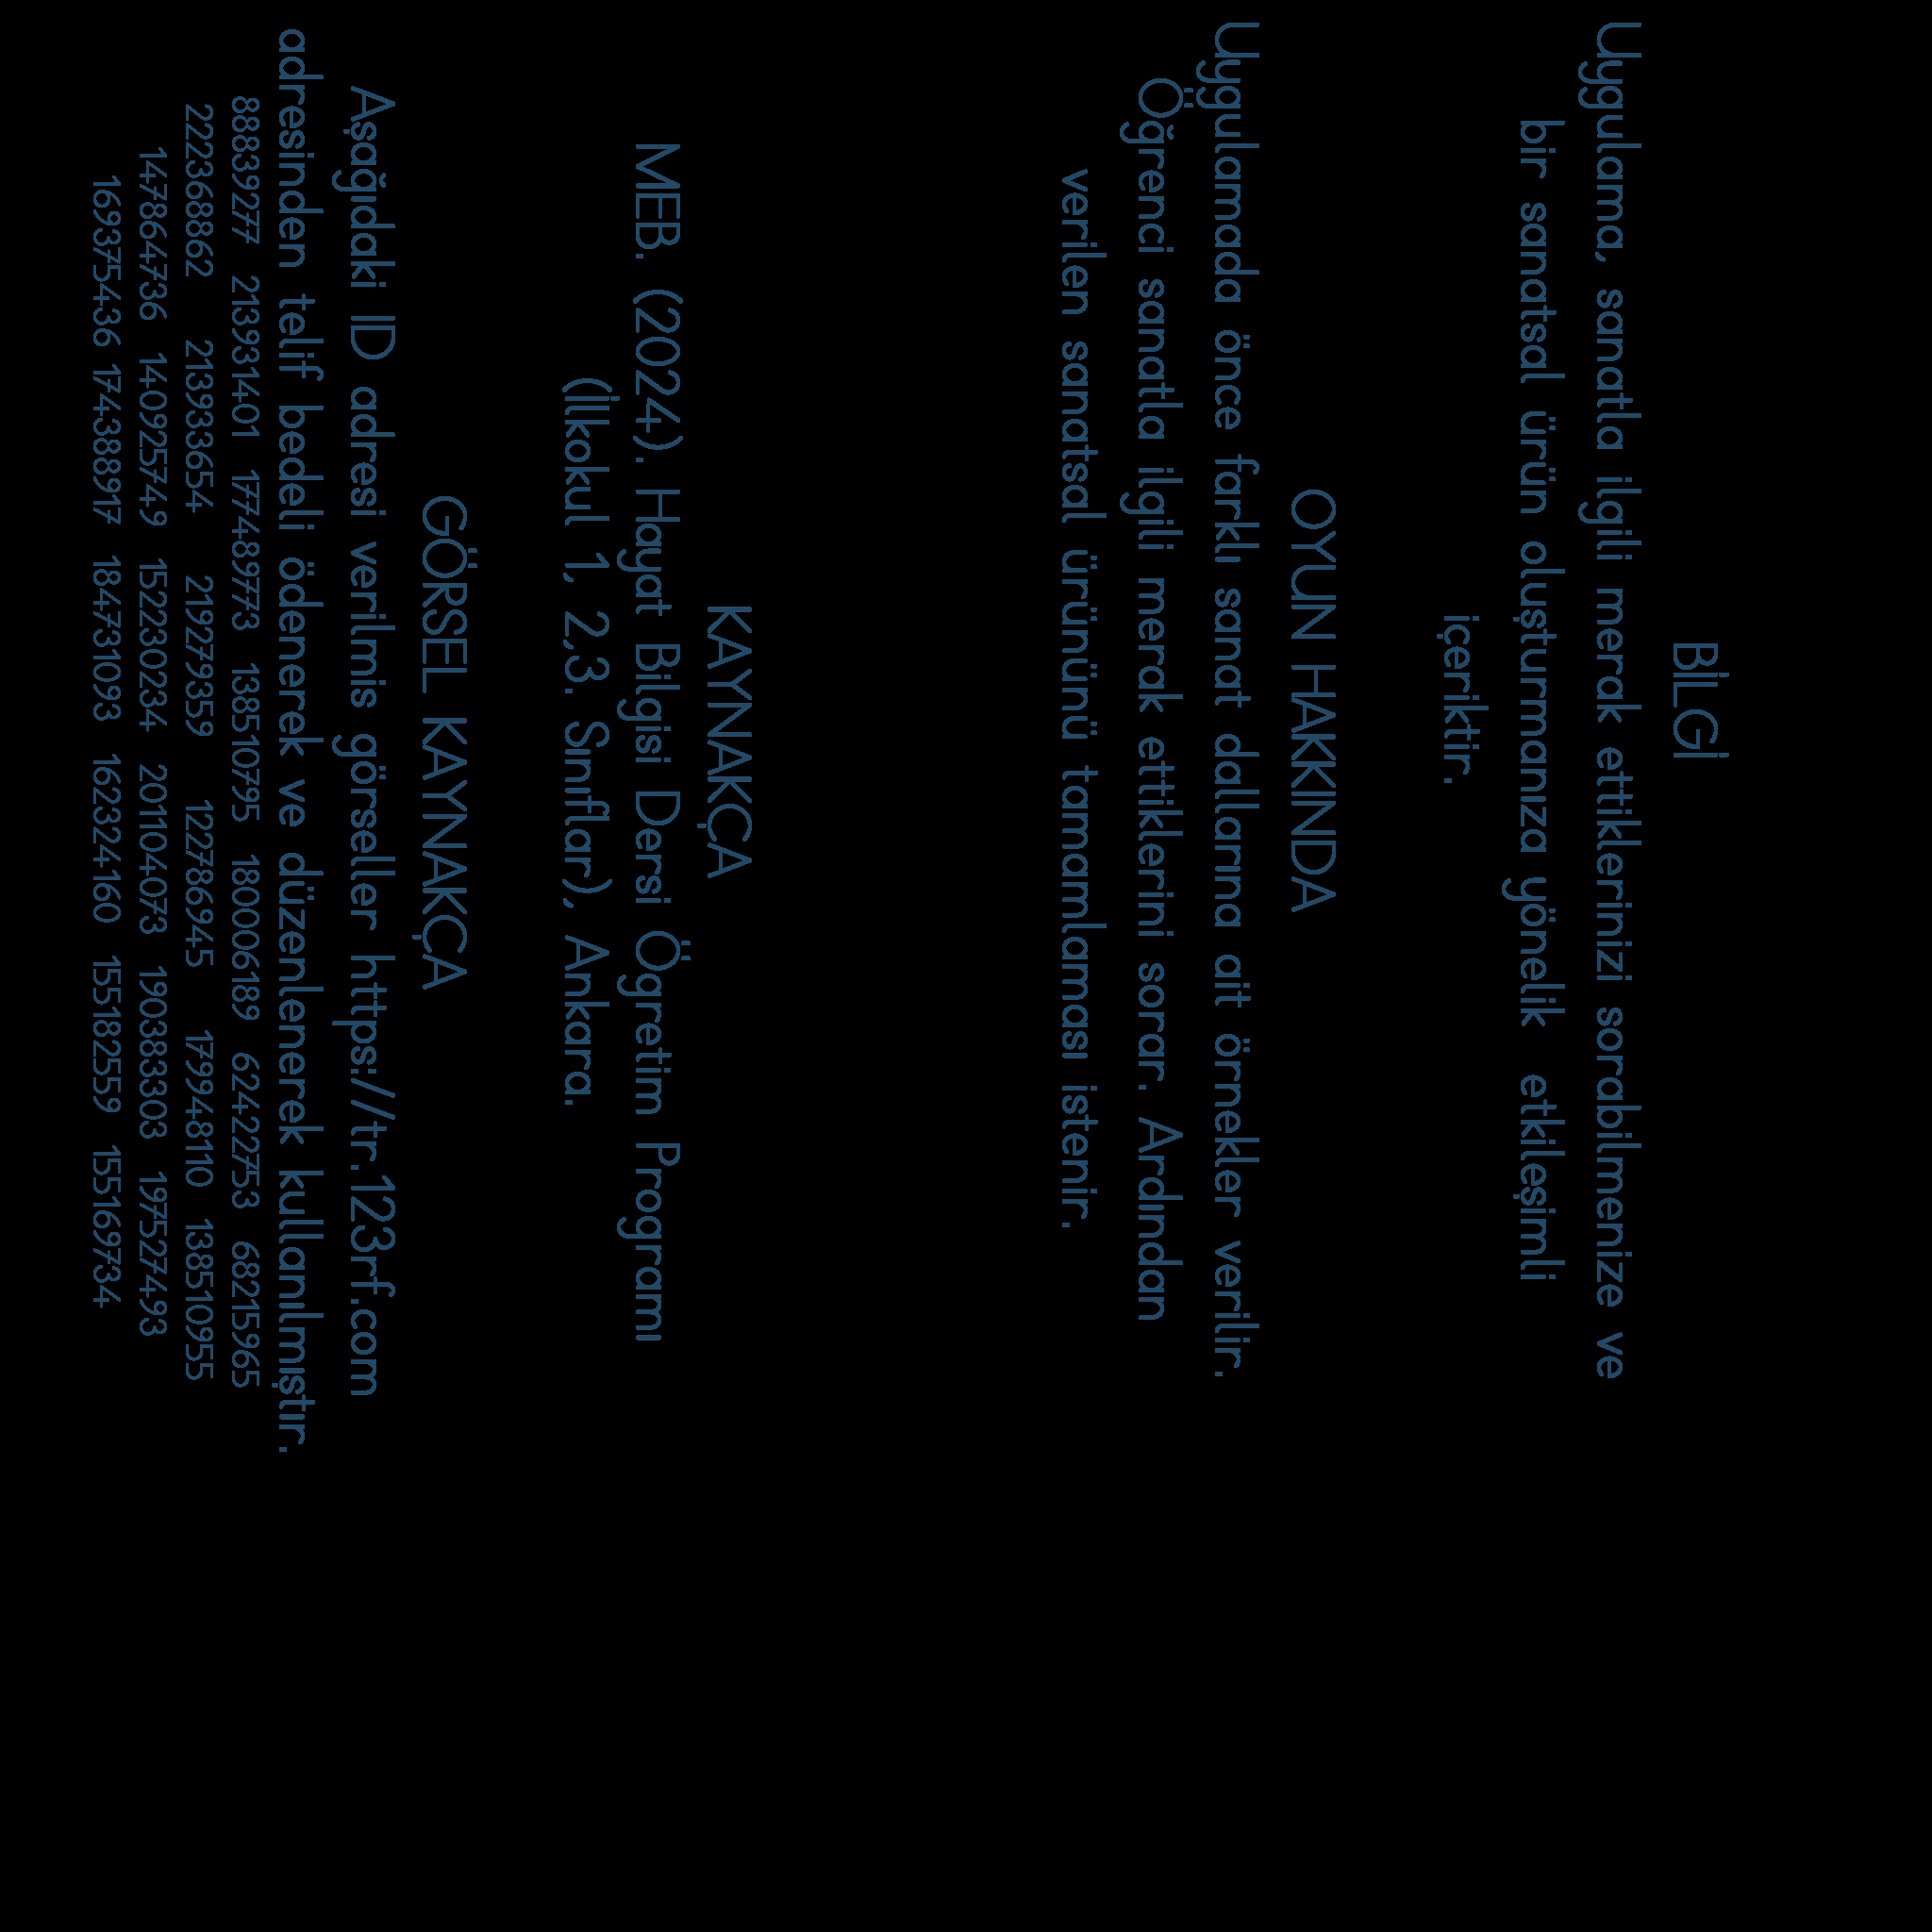 BİLGİ
Uygulama, sanatla ilgili merak ettiklerinizi sorabilmenize ve
bir sanatsal ürün oluşturmanıza yönelik etkileşimli
içeriktir.
OYUN HAKKINDA
Uygulamada önce farklı sanat dallarına ait örnekler verilir.
Öğrenci sanatla ilgili merak ettiklerini sorar. Ardından
verilen sanatsal ürününü tamamlaması istenir.
KAYNAKÇA
MEB. (2024). Hayat Bilgisi Dersi Ögretim Programı
(İlkokul 1, 2,3. Sınıflar), Ankara.
GÖRSEL KAYNAKÇA
Aşağıdaki ID adresi verilmis görseller https://tr.123rf.com
adresinden telif bedeli ödenerek ve düzenlenerek kullanılmıştır.
88839277 213931401 177489773 138510795 180006189 62422753 68215965
222368862 213933654 219279359 122786945 179948110 138510955
147864736 140925749 152230234 201104073 190383303 197527493
169375436 174388917 184731093 162324160 155182559 155169734